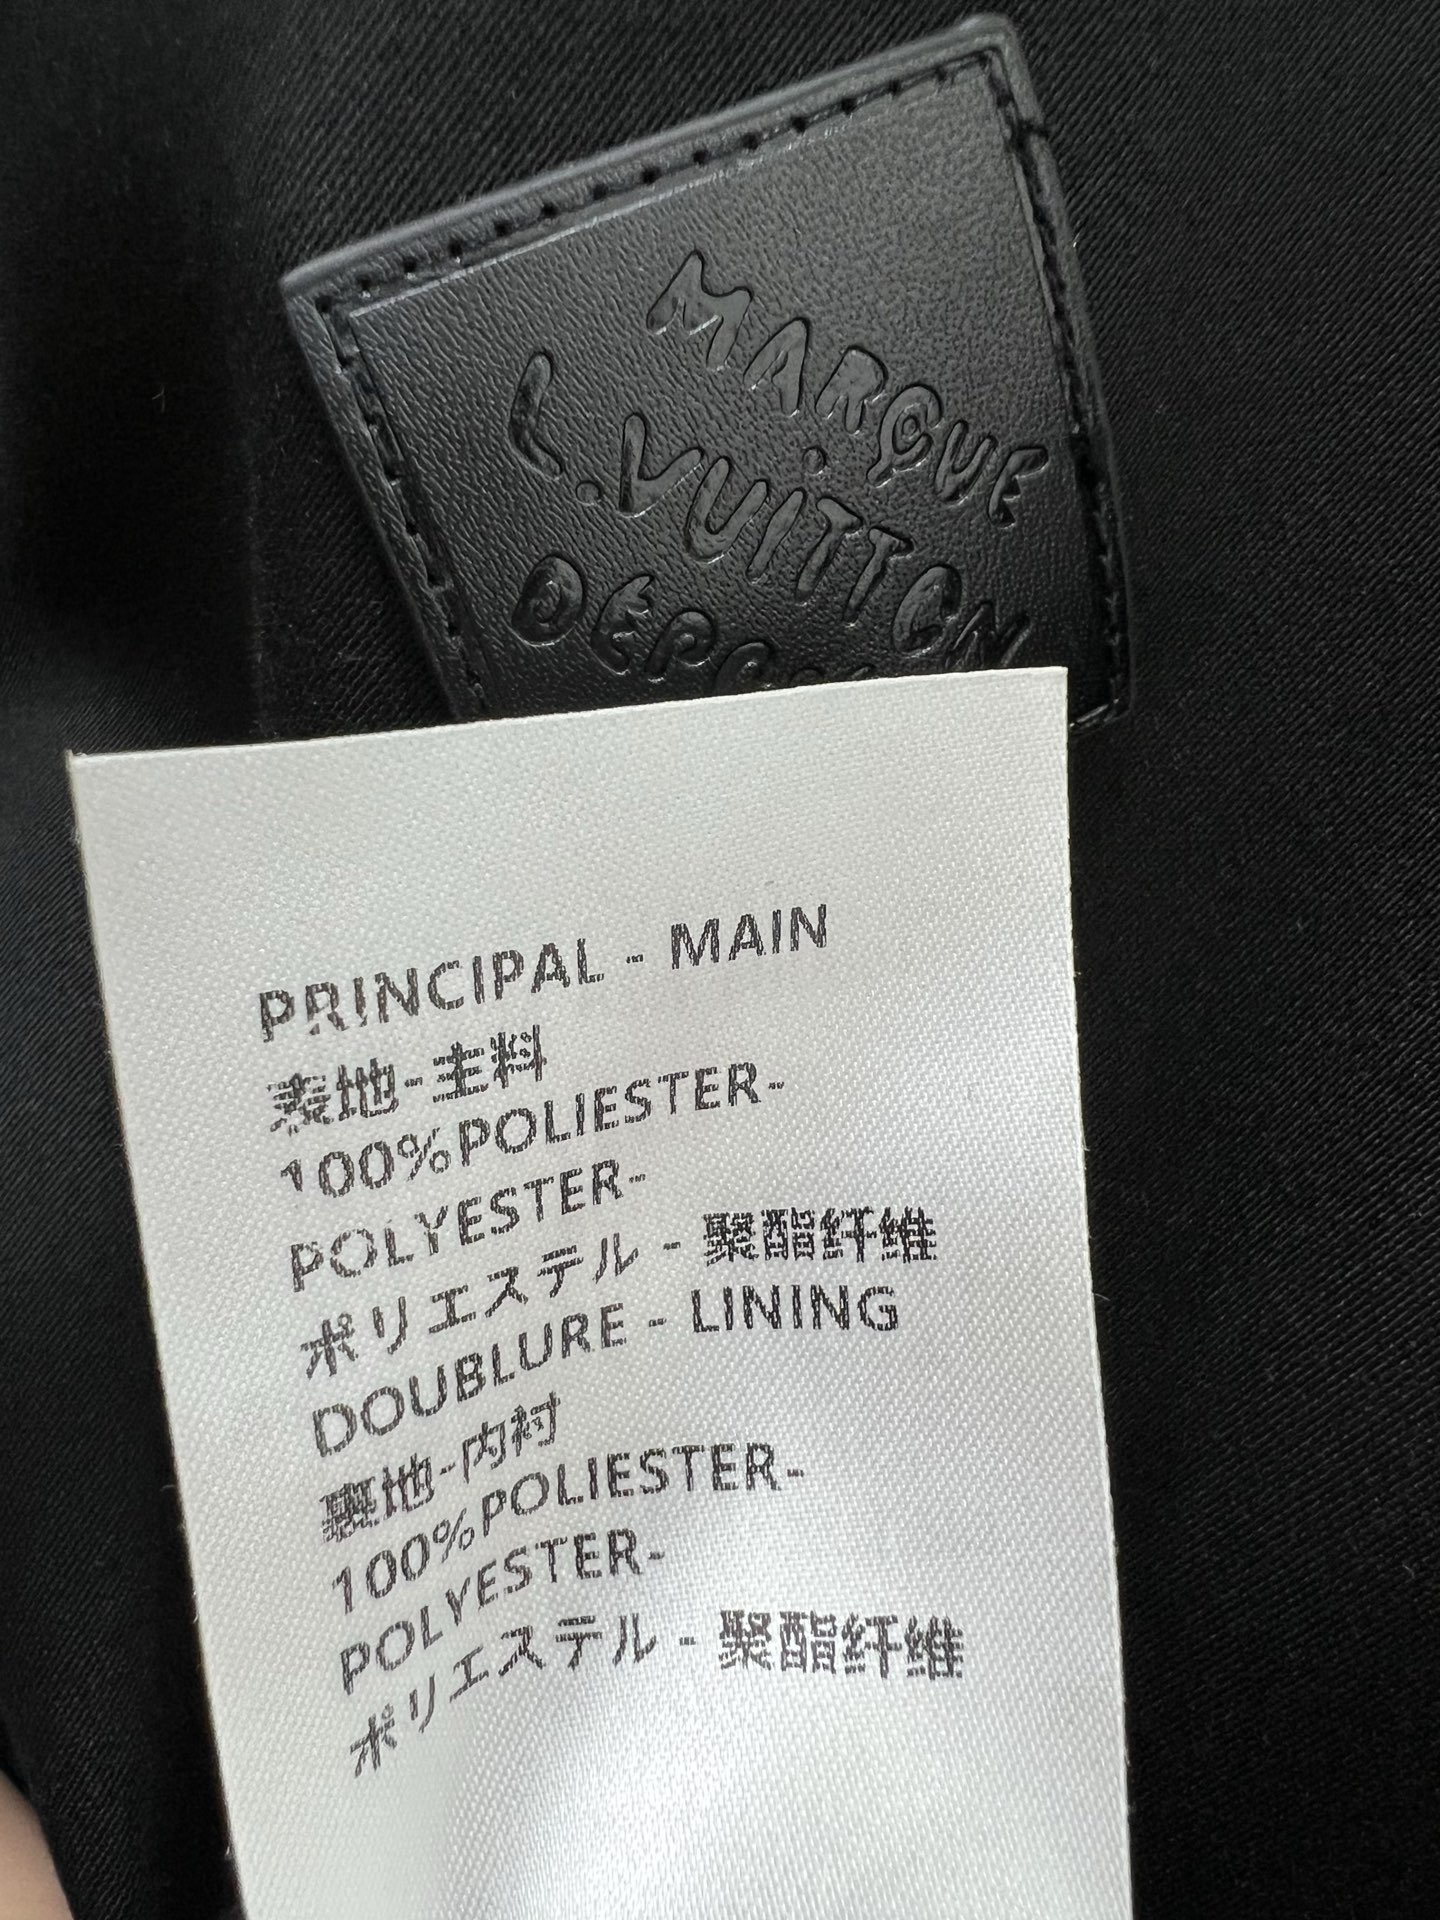 MARQUE
L.VUITTON
PRINCIPAL - MAIN
表地-主料
100%POLIESTER-
POLYESTER-
ポリエステル - 聚酯纤维
DOUBLURE - LINING
裏地-内衬
100%POLIESTER-
POLYESTER-
ポリエステル - 聚酯纤维